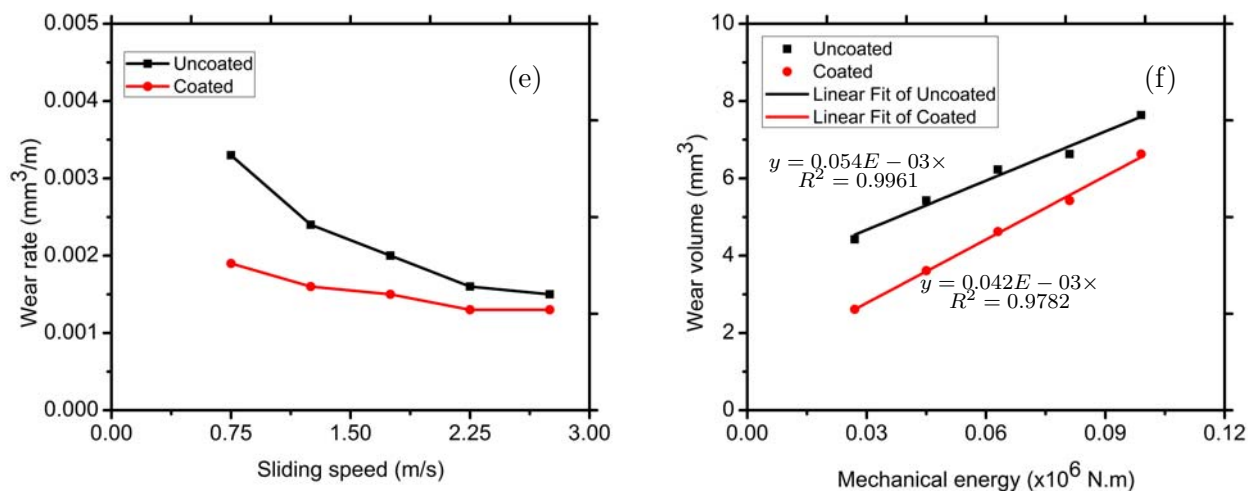 0.005
0.004
0.003
0.002
0.001
0.000
Wear rate (mm³/m)
Uncoated
Coated
(e)
0.00
0.75
1.50
2.25
3.00
Sliding speed (m/s)
10
8
6
4
2
0
Wear volume (mm³)
Uncoated
Coated
Linear Fit of Uncoated
Linear Fit of Coated
(f)
y = 0.054E − 03×
R² = 0.9961
y = 0.042E − 03×
R² = 0.9782
0.00
0.03
0.06
0.09
0.12
Mechanical energy (x10⁶ N.m)